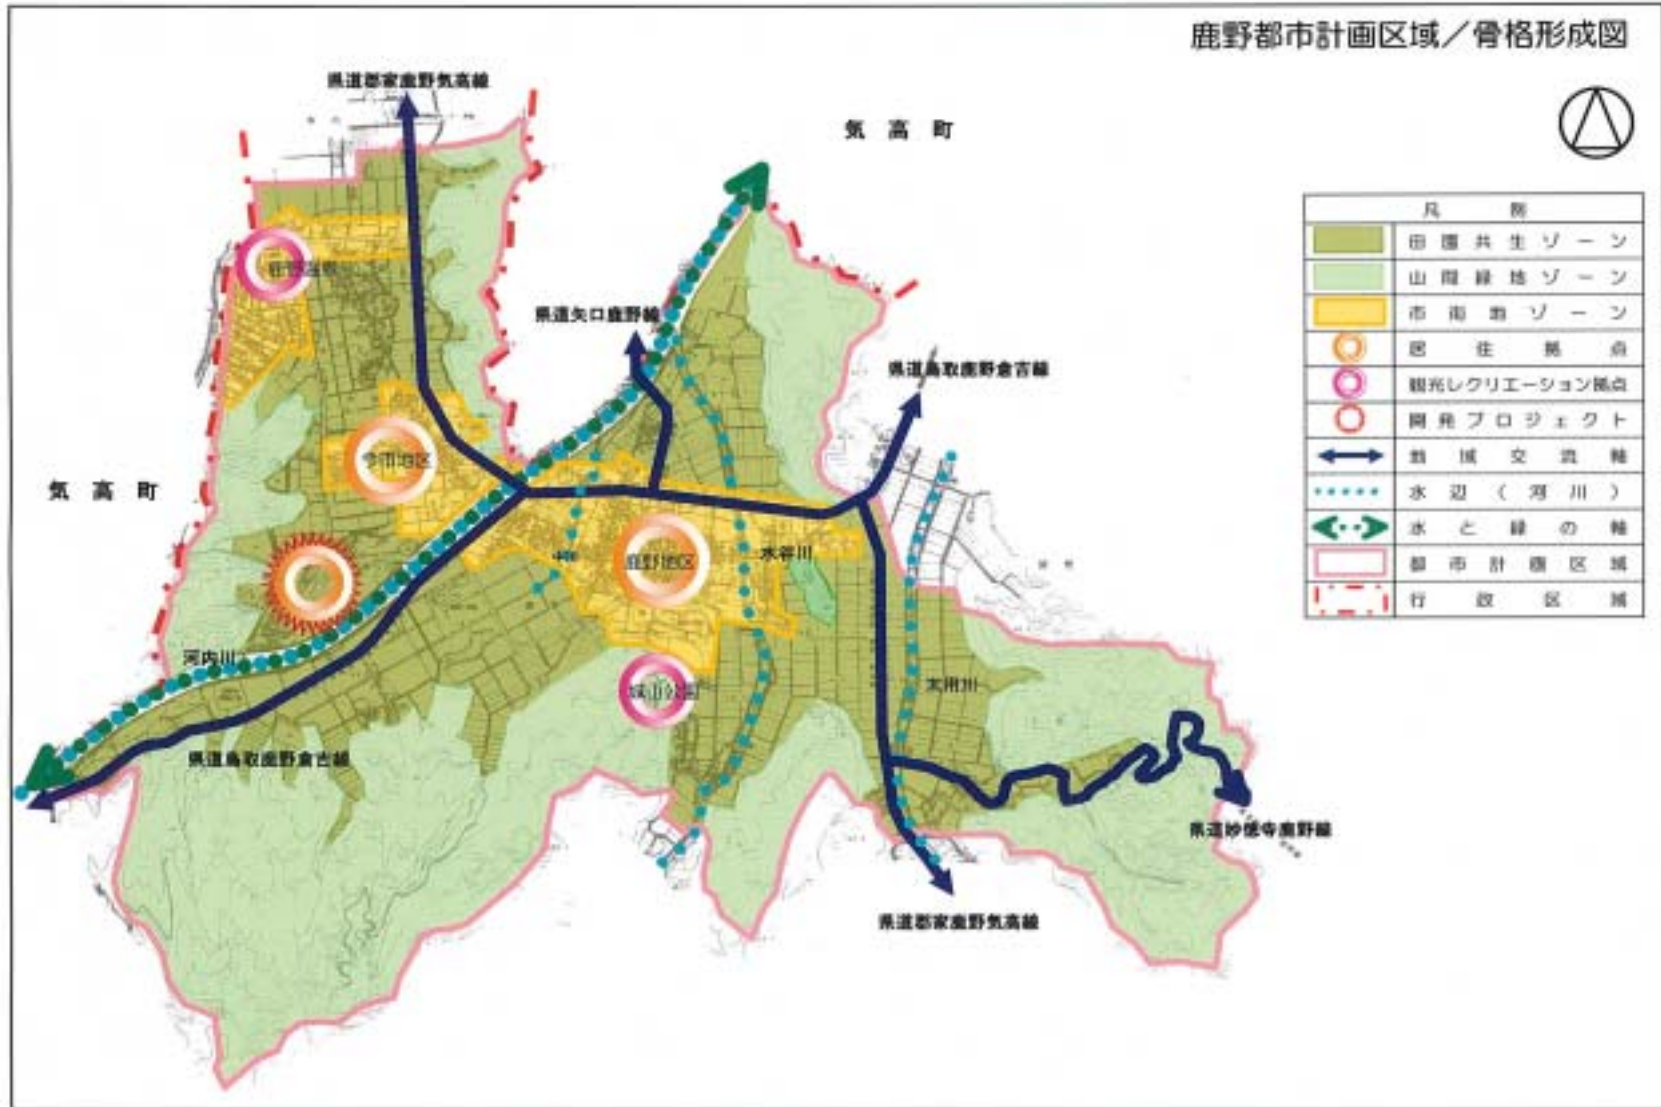 鹿野都市計画区域／骨格形成図
県道郡家鹿野気高線
気高町
凡例
田園共生ゾーン
山間緑地ゾーン
市街地ゾーン
居住拠点
観光レクリエーション拠点
開発プロジェクト
地域交流軸
水辺（河川）
水と緑の軸
都市計画区域
行政区域
鹿野温泉
県道矢口鹿野線
県道鳥取鹿野倉吉線
今市地区
気高町
水谷川
鹿野地区
河内川
末用川
城山公園
県道鳥取鹿野倉吉線
県道妙徳寺鹿野線
県道郡家鹿野気高線